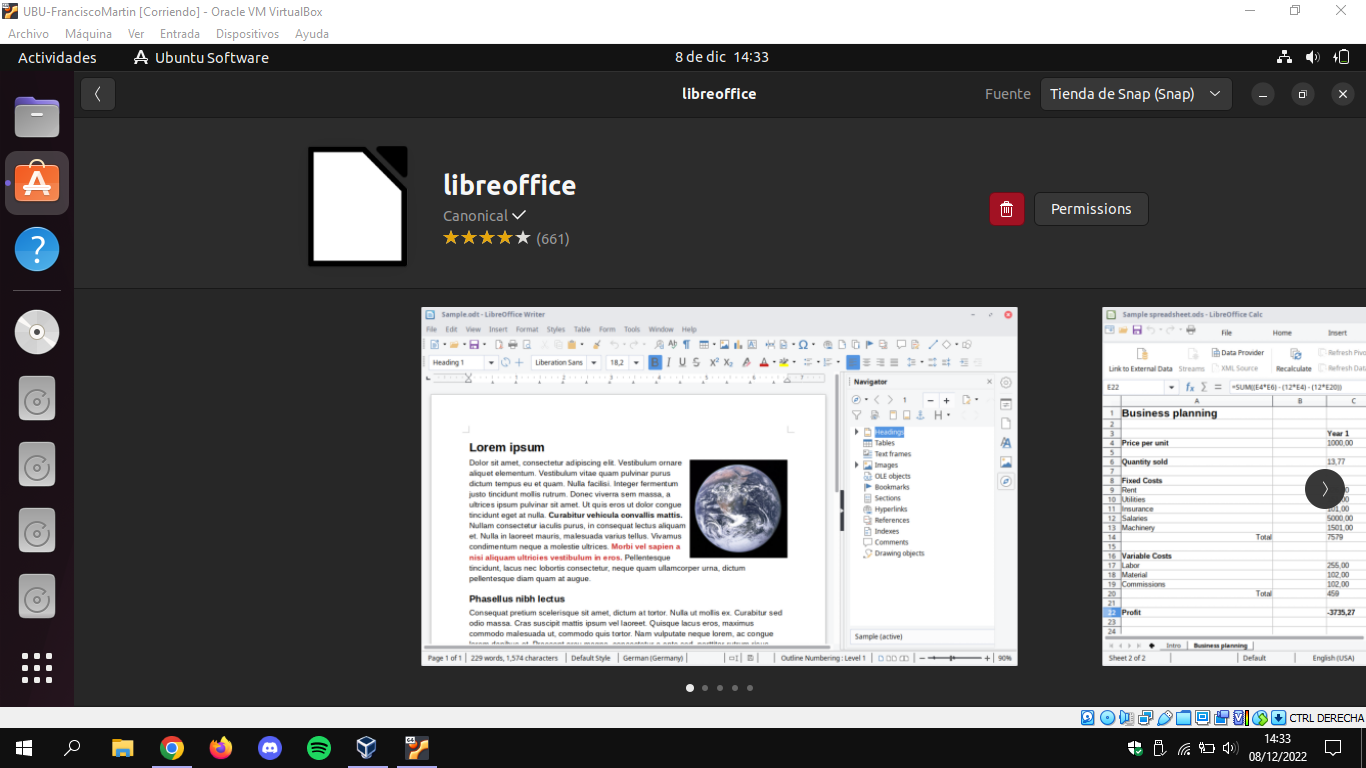 UBU-FranciscoMartin [Corriendo] - Oracle VM VirtualBox
Archivo Máquina Ver Entrada Dispositivos Ayuda
Actividades Ubuntu Software 8 de dic 14:33
libreoffice Fuente Tienda de Snap (Snap)
libreoffice
Canonical
(661)
Permissions
Sample.odt - LibreOffice Writer
File Edit View Insert Format Styles Table Form Tools Window Help
Heading 1 Liberation Sans 18,2
Navigator
1
Headings
Tables
Text frames
Images
OLE objects
Bookmarks
Sections
Hyperlinks
References
Indexes
Comments
Drawing objects
Sample (active)
Lorem ipsum
Dolor sit amet, consectetur adipiscing elit. Vestibulum ornare
aliquet elementum. Vestibulum vitae quam pulvinar purus
dictum tempus eu et quam. Nulla facilisi. Integer fermentum
justo tincidunt mollis rutrum. Donec viverra sem massa, a
ultrices ipsum pulvinar sit amet. Ut quis eros ut dolor congue
tincidunt eget at nulla. Curabitur vehicula convallis mattis.
Nullam consectetur iaculis purus, in consequat lectus aliquam
et. Nulla in laoreet mauris, malesuada varius tellus. Vivamus
condimentum neque a molestie ultrices. Morbi vel sapien a
nisi aliquam ultricies vestibulum in eros. Pellentesque
tincidunt, lacus nec lobortis consectetur, neque quam ullamcorper urna, dictum
pellentesque diam quam at augue.
Phasellus nibh lectus
Consequat pretium scelerisque sit amet, dictum at tortor. Nulla ut mollis ex. Curabitur sed
odio massa. Cras suscipit mattis ipsum vel laoreet. Quisque lacus eros, maximus
commodo malesuada ut, commodo quis tortor. Nam vulputate neque lorem, ac congue
Page 1 of 1 229 words, 1,574 characters Default Style German (Germany) Outline Numbering : Level 1 90%
Sample spreadsheet.ods - LibreOffice Calc
File Home Insert
Link to External Data Streams Data Provider XML Source Recalculate Refresh Pivo Refresh Data
E22 =SUM((E4*E6) - (12*E4) - (12*E20))
A B C
1 Business planning
2
3 Year 1
4 Price per unit 1000,00
5
6 Quantity sold 13,77
7
8 Fixed Costs
9 Rent
10 Utilities
11 Insurance
12 Salaries 5000,00
13 Machinery 1501,00
14 Total 7579
15
16 Variable Costs
17 Labor 255,00
18 Material 102,00
19 Commissions 102,00
20 Total 459
21
22 Profit -3735,27
23
24
Intro Business planning
Sheet 2 of 2 Default English (USA)
CTRL DERECHA
14:33
08/12/2022